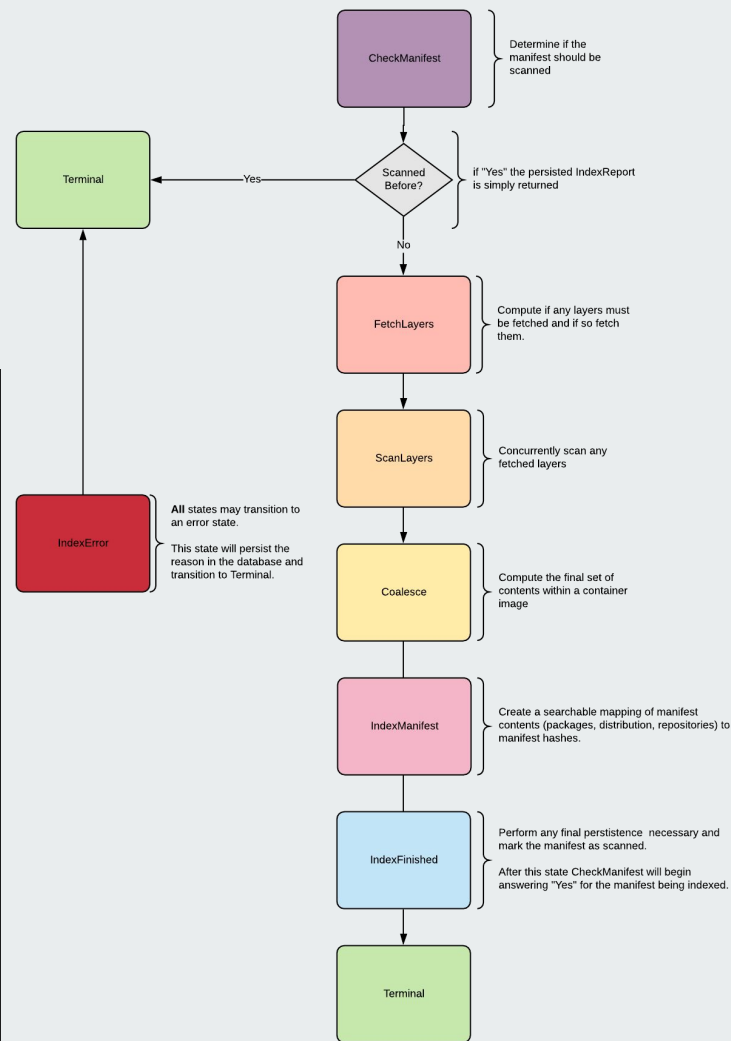 CheckManifest
Determine if the
manifest should be
scanned
Terminal
Yes
Scanned
Before?
if "Yes" the persisted IndexReport
is simply returned
No
FetchLayers
Compute if any layers must
be fetched and if so fetch
them.
ScanLayers
Concurrently scan any
fetched layers
IndexError
All states may transition to
an error state.
This state will persist the
reason in the database and
transition to Terminal.
Coalesce
Compute the final set of
contents within a container
image
IndexManifest
Create a searchable mapping of manifest
contents (packages, distribution, repositories) to
manifest hashes.
IndexFinished
Perform any final perstistence necessary and
mark the manifest as scanned.
After this state CheckManifest will begin
answering "Yes" for the manifest being indexed.
Terminal